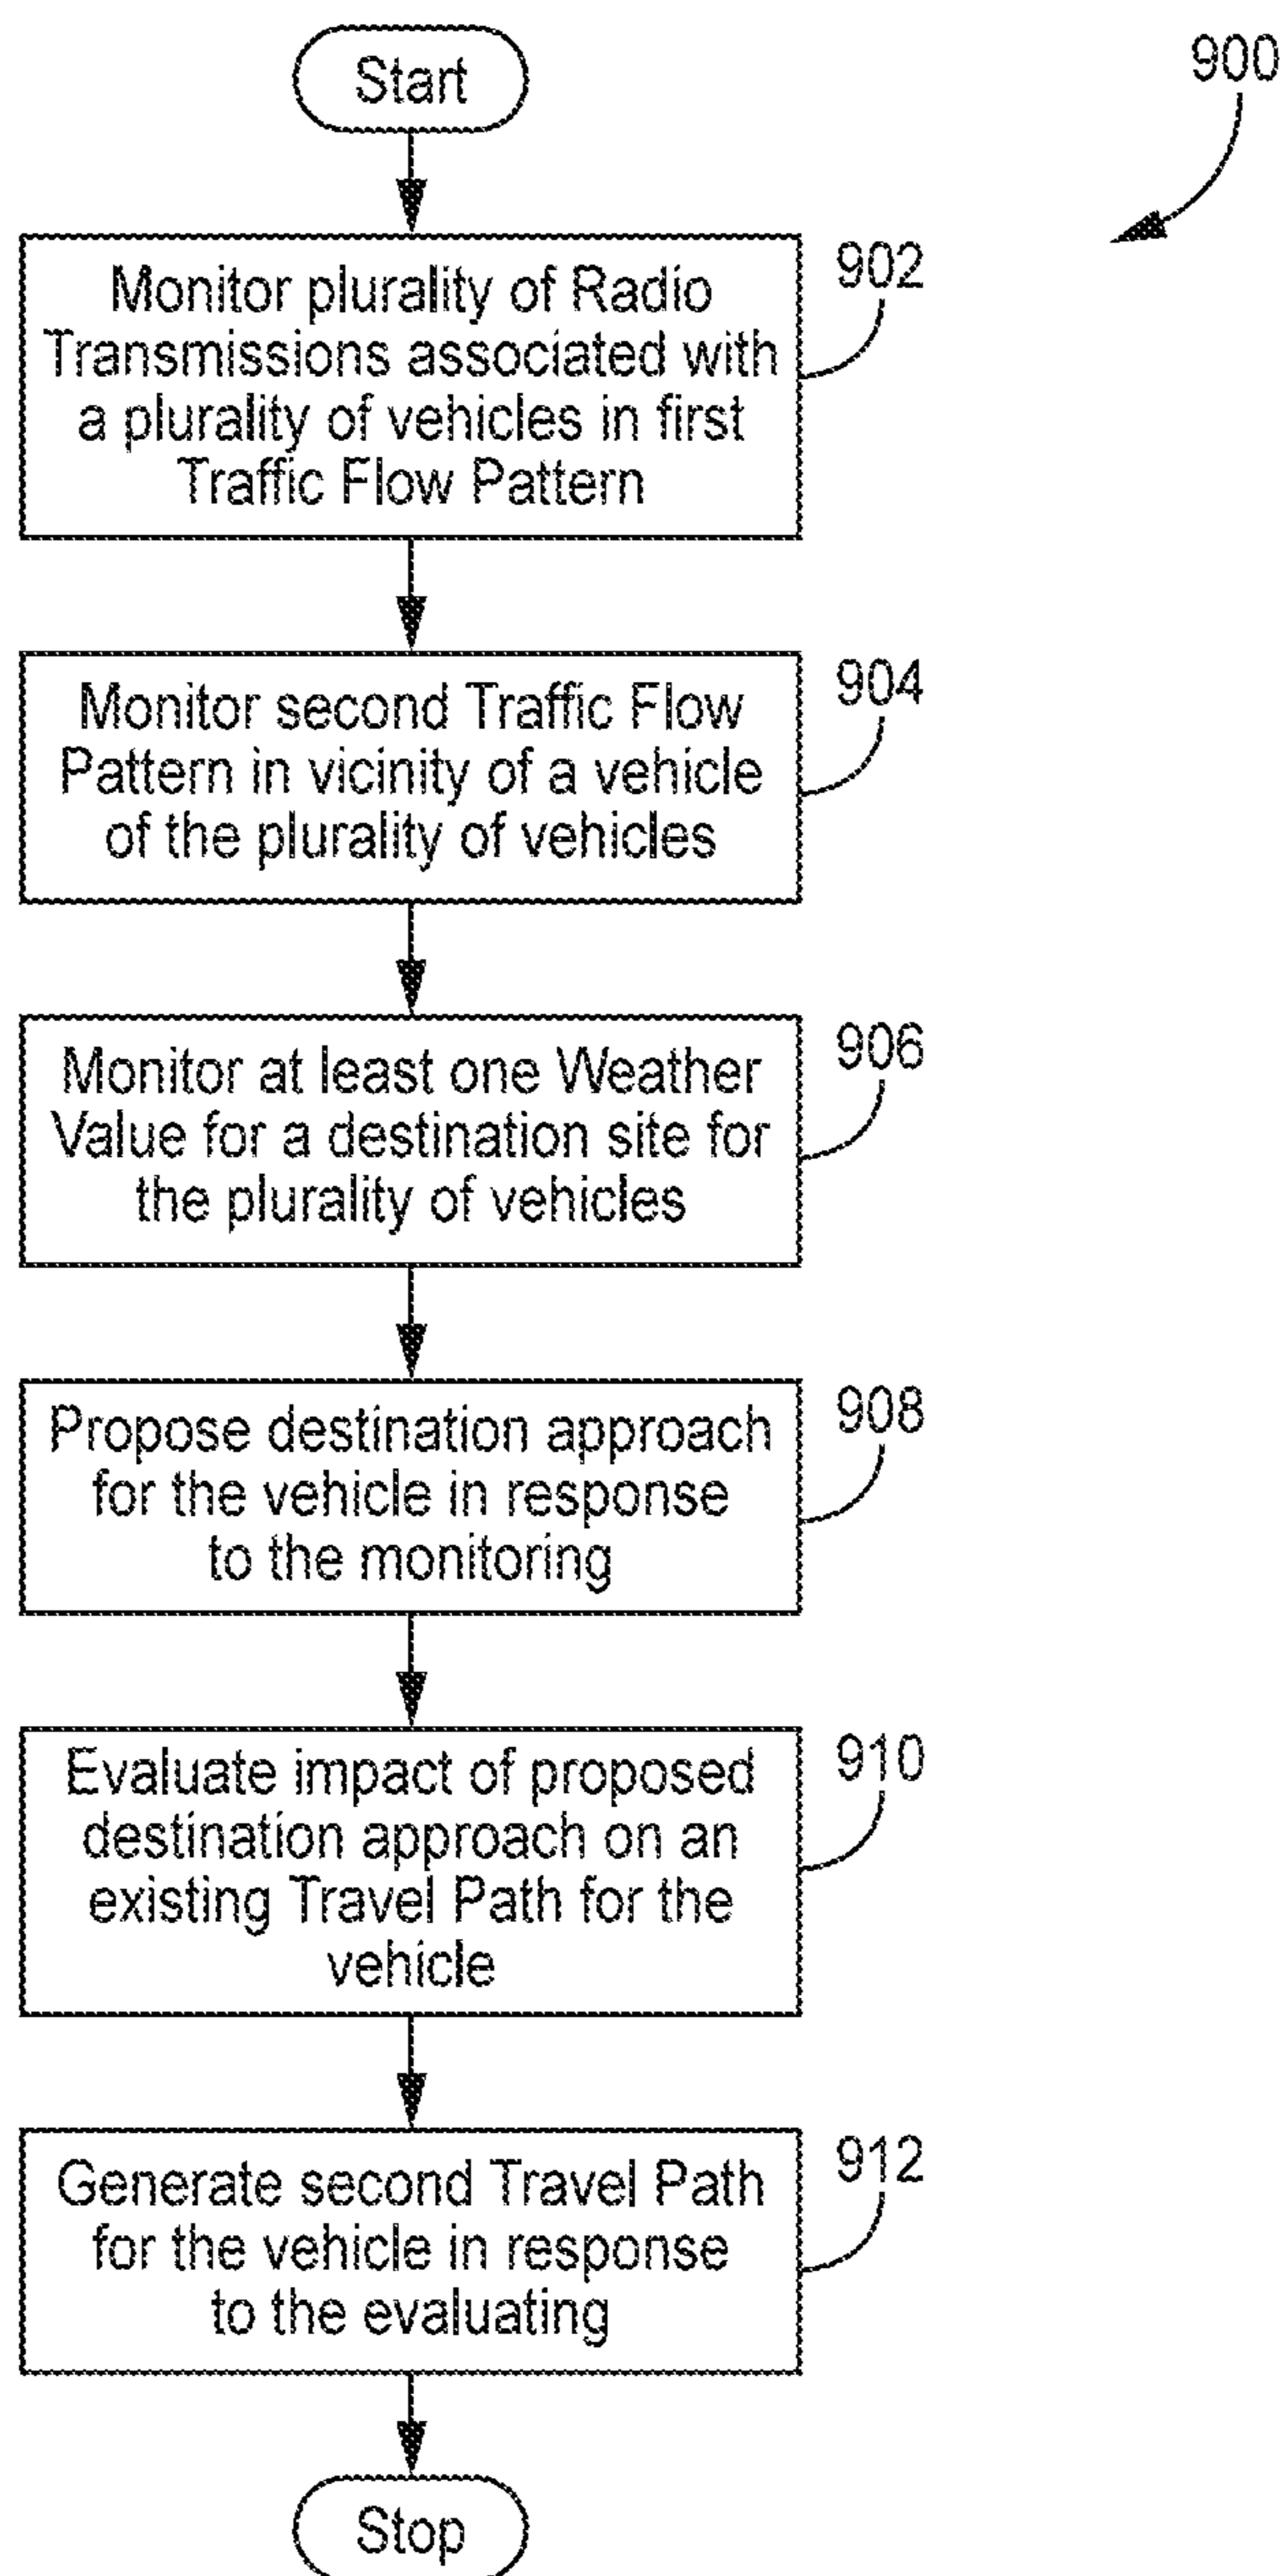 Start
900
Monitor plurality of Radio
Transmissions associated with
a plurality of vehicles in first
Traffic Flow Pattern
902
Monitor second Traffic Flow
Pattern in vicinity of a vehicle
of the plurality of vehicles
904
Monitor at least one Weather
Value for a destination site for
the plurality of vehicles
906
Propose destination approach
for the vehicle in response
to the monitoring
908
Evaluate impact of proposed
destination approach on an
existing Travel Path for the
vehicle
910
Generate second Travel Path
for the vehicle in response
to the evaluating
912
Stop